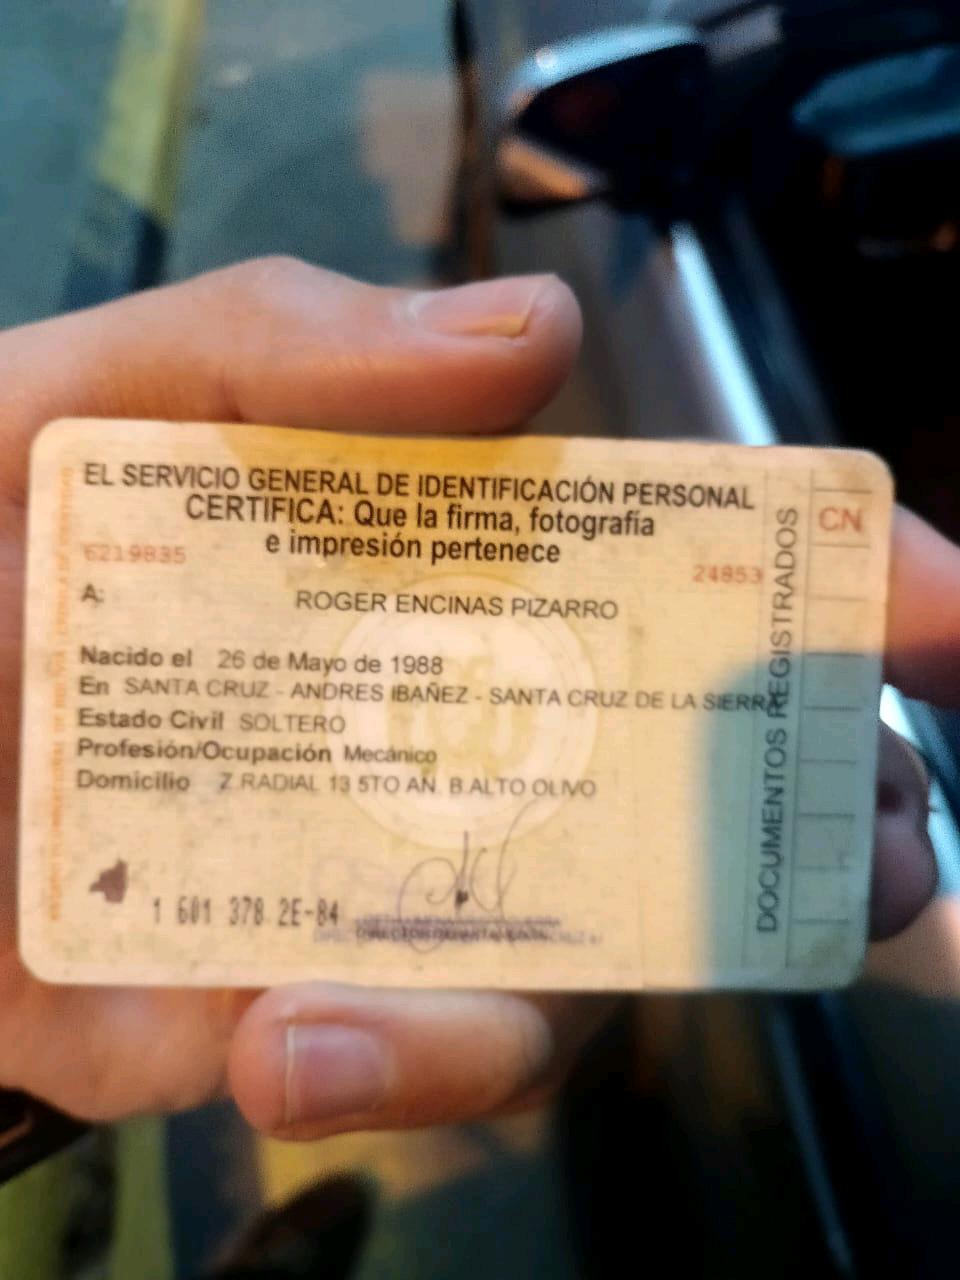 EL SERVICIO GENERAL DE IDENTIFICACIÓN PERSONAL
CERTIFICA: Que la firma, fotografía
e impresión pertenece
6219835
24853
A:
ROGER ENCINAS PIZARRO
Nacido el 26 de Mayo de 1988
En SANTA CRUZ - ANDRES IBAÑEZ - SANTA CRUZ DE LA SIERRA
Estado Civil SOLTERO
Profesión/Ocupación Mecánico
Domicilio Z.RADIAL 13 5TO AN. B.ALTO OLIVO
1 601 378 2E-84
DOCUMENTOS REGISTRADOS
CN